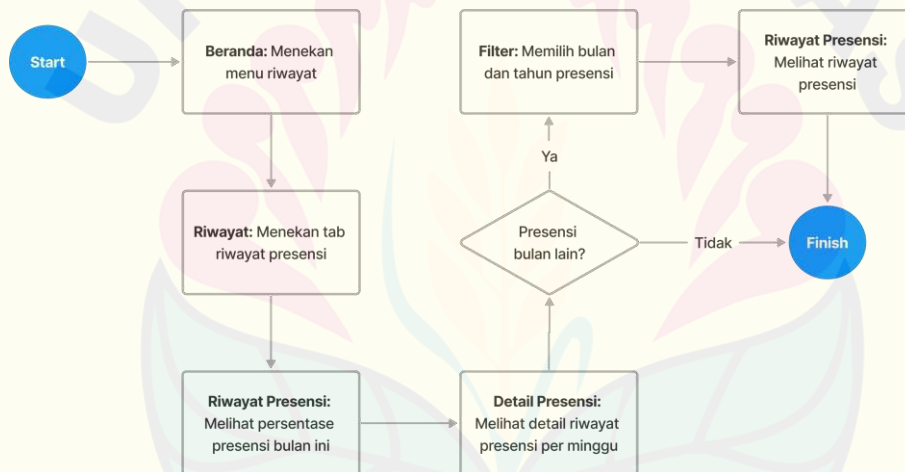 Start
Beranda: Menekan
menu riwayat
Riwayat: Menekan tab
riwayat presensi
Riwayat Presensi:
Melihat persentase
presensi bulan ini
Detail Presensi:
Melihat detail riwayat
presensi per minggu
Presensi
bulan lain?
Ya
Filter: Memilih bulan
dan tahun presensi
Riwayat Presensi:
Melihat riwayat
presensi
Tidak
Finish